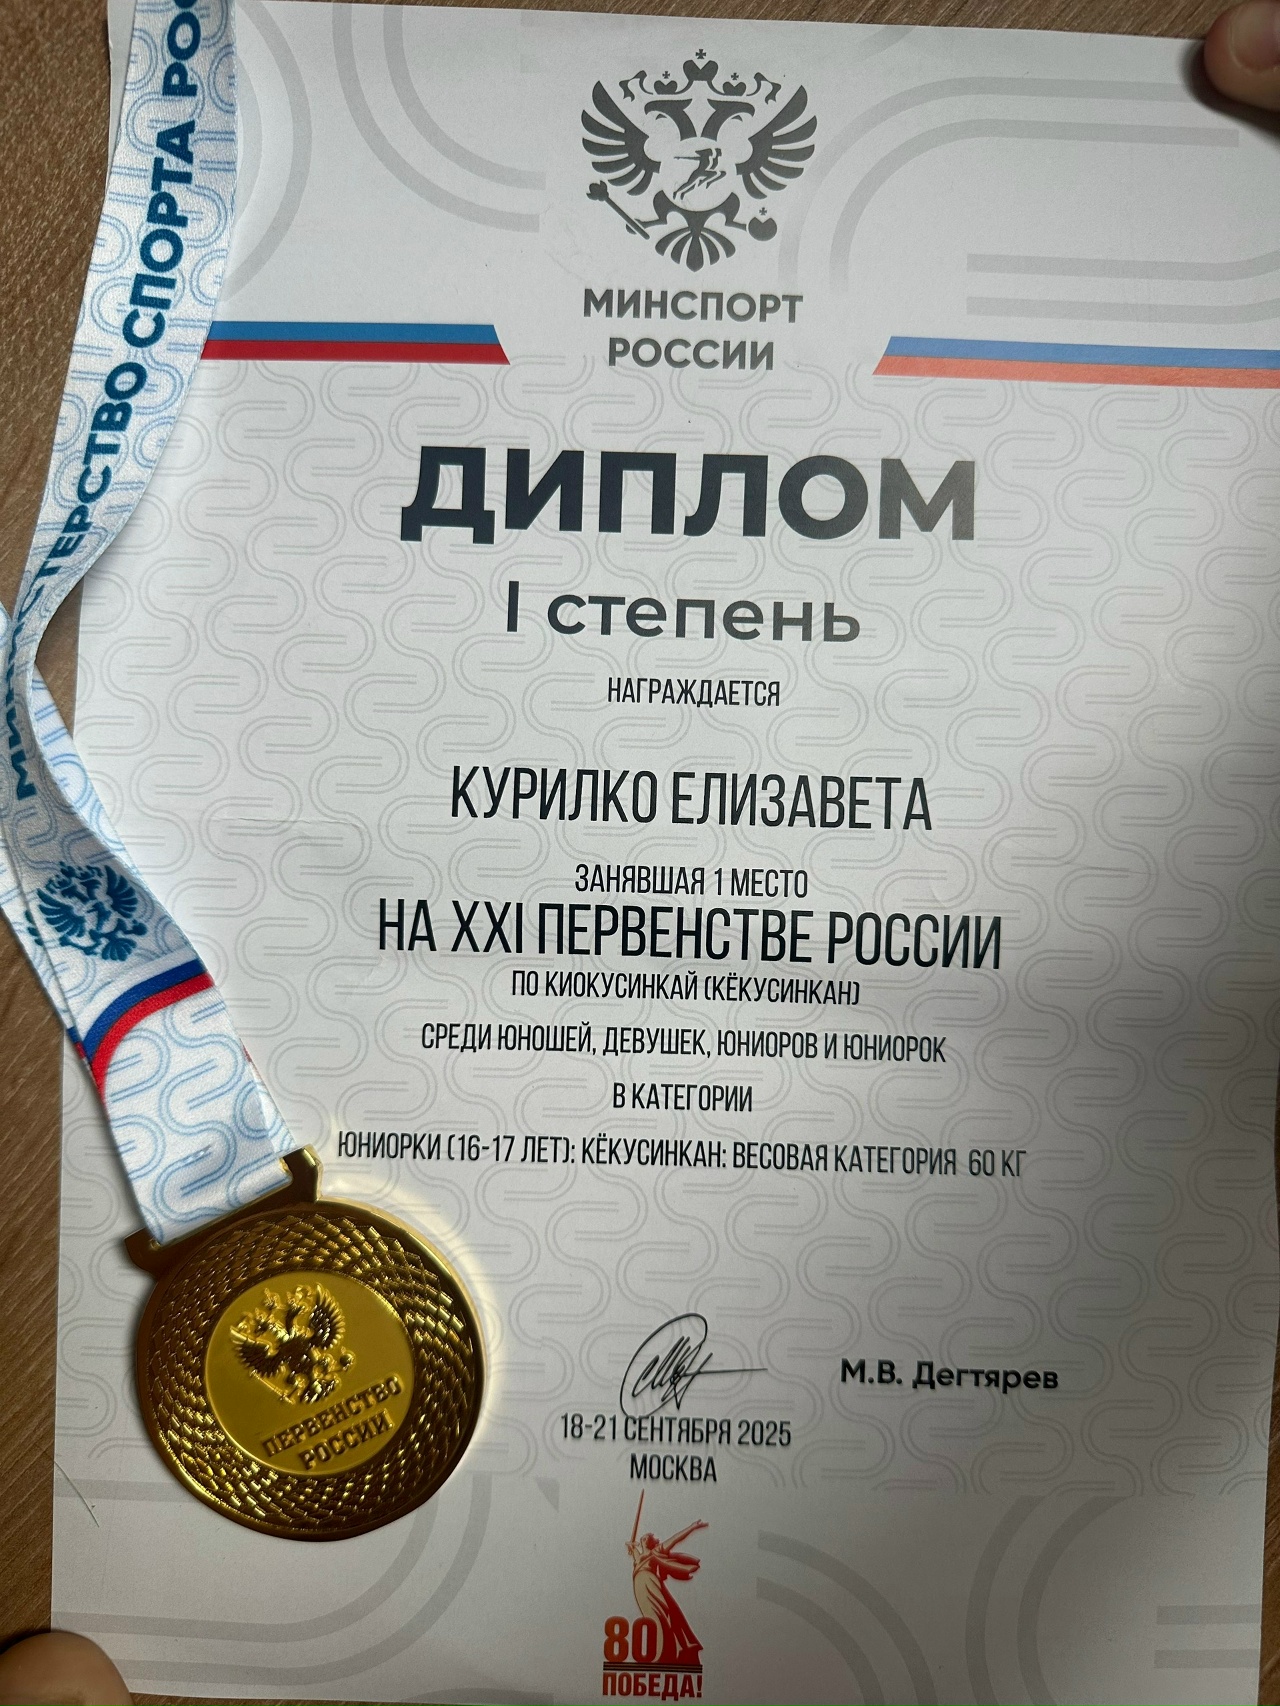 МИНИСТЕРСТВО СПОРТА РОС
МИНСПОРТ
РОССИИ
ДИПЛОМ
I степень
НАГРАЖДАЕТСЯ
КУРИЛКО ЕЛИЗАВЕТА
ЗАНЯВШАЯ 1 МЕСТО
НА XXI ПЕРВЕНСТВЕ РОССИИ
ПО КИОКУСИНКАЙ (КЁКУСИНКАН)
СРЕДИ ЮНОШЕЙ, ДЕВУШЕК, ЮНИОРОВ И ЮНИОРОК
В КАТЕГОРИИ
ЮНИОРКИ (16-17 ЛЕТ): КЁКУСИНКАН: ВЕСОВАЯ КАТЕГОРИЯ 60 КГ
ПЕРВЕНСТВО
РОССИИ
М.В. Дегтярев
18-21 СЕНТЯБРЯ 2025
МОСКВА
80
ПОБЕДА!